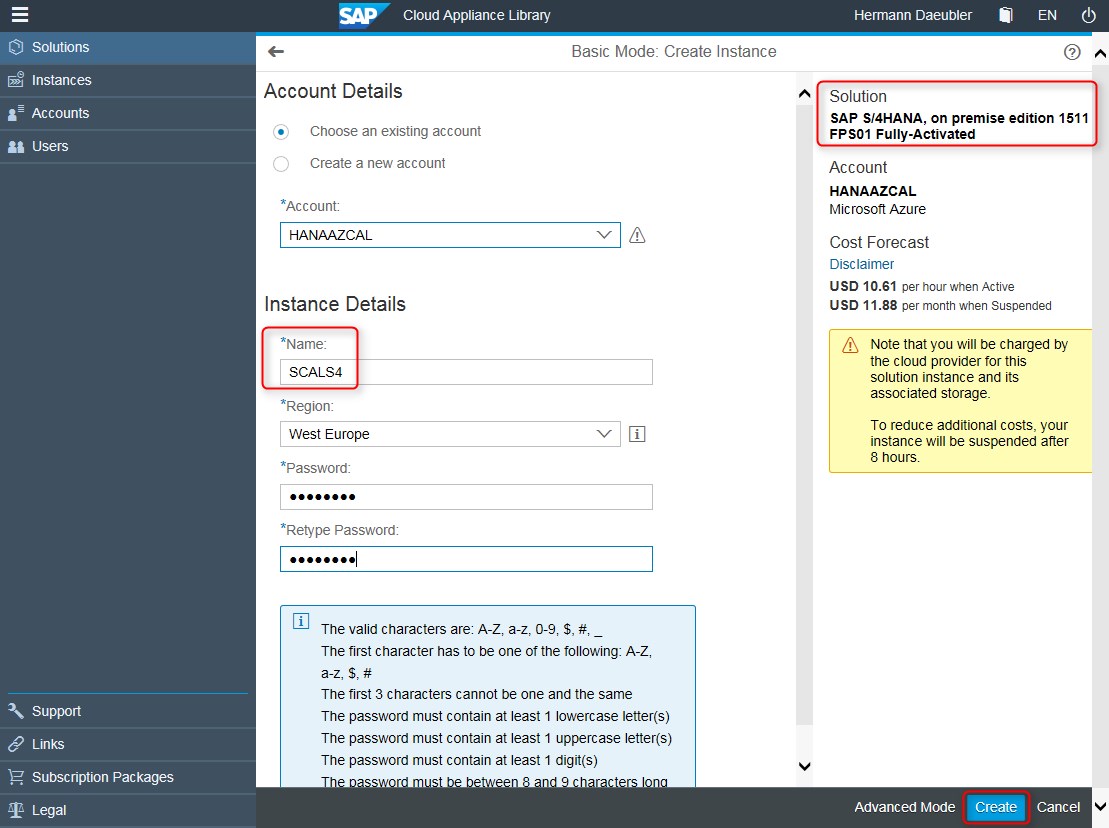 SAP Cloud Appliance Library
Hermann Daeubler EN
Solutions
Instances
Accounts
Users
Support
Links
Subscription Packages
Legal
Basic Mode: Create Instance
Account Details
Choose an existing account
Create a new account
*Account:
HANAAZCAL
Instance Details
*Name:
SCALS4
*Region:
West Europe
*Password:
●●●●●●●●
*Retype Password:
●●●●●●●●
The valid characters are: A-Z, a-z, 0-9, $, #, _
The first character has to be one of the following: A-Z,
a-z, $, #
The first 3 characters cannot be one and the same
The password must contain at least 1 lowercase letter(s)
The password must contain at least 1 uppercase letter(s)
The password must contain at least 1 digit(s)
The password must be between 8 and 9 characters long
Solution
SAP S/4HANA, on premise edition 1511
FPS01 Fully-Activated
Account
HANAAZCAL
Microsoft Azure
Cost Forecast
Disclaimer
USD 10.61 per hour when Active
USD 11.88 per month when Suspended
Note that you will be charged by
the cloud provider for this
solution instance and its
associated storage.
To reduce additional costs, your
instance will be suspended after
8 hours.
Advanced Mode Create Cancel